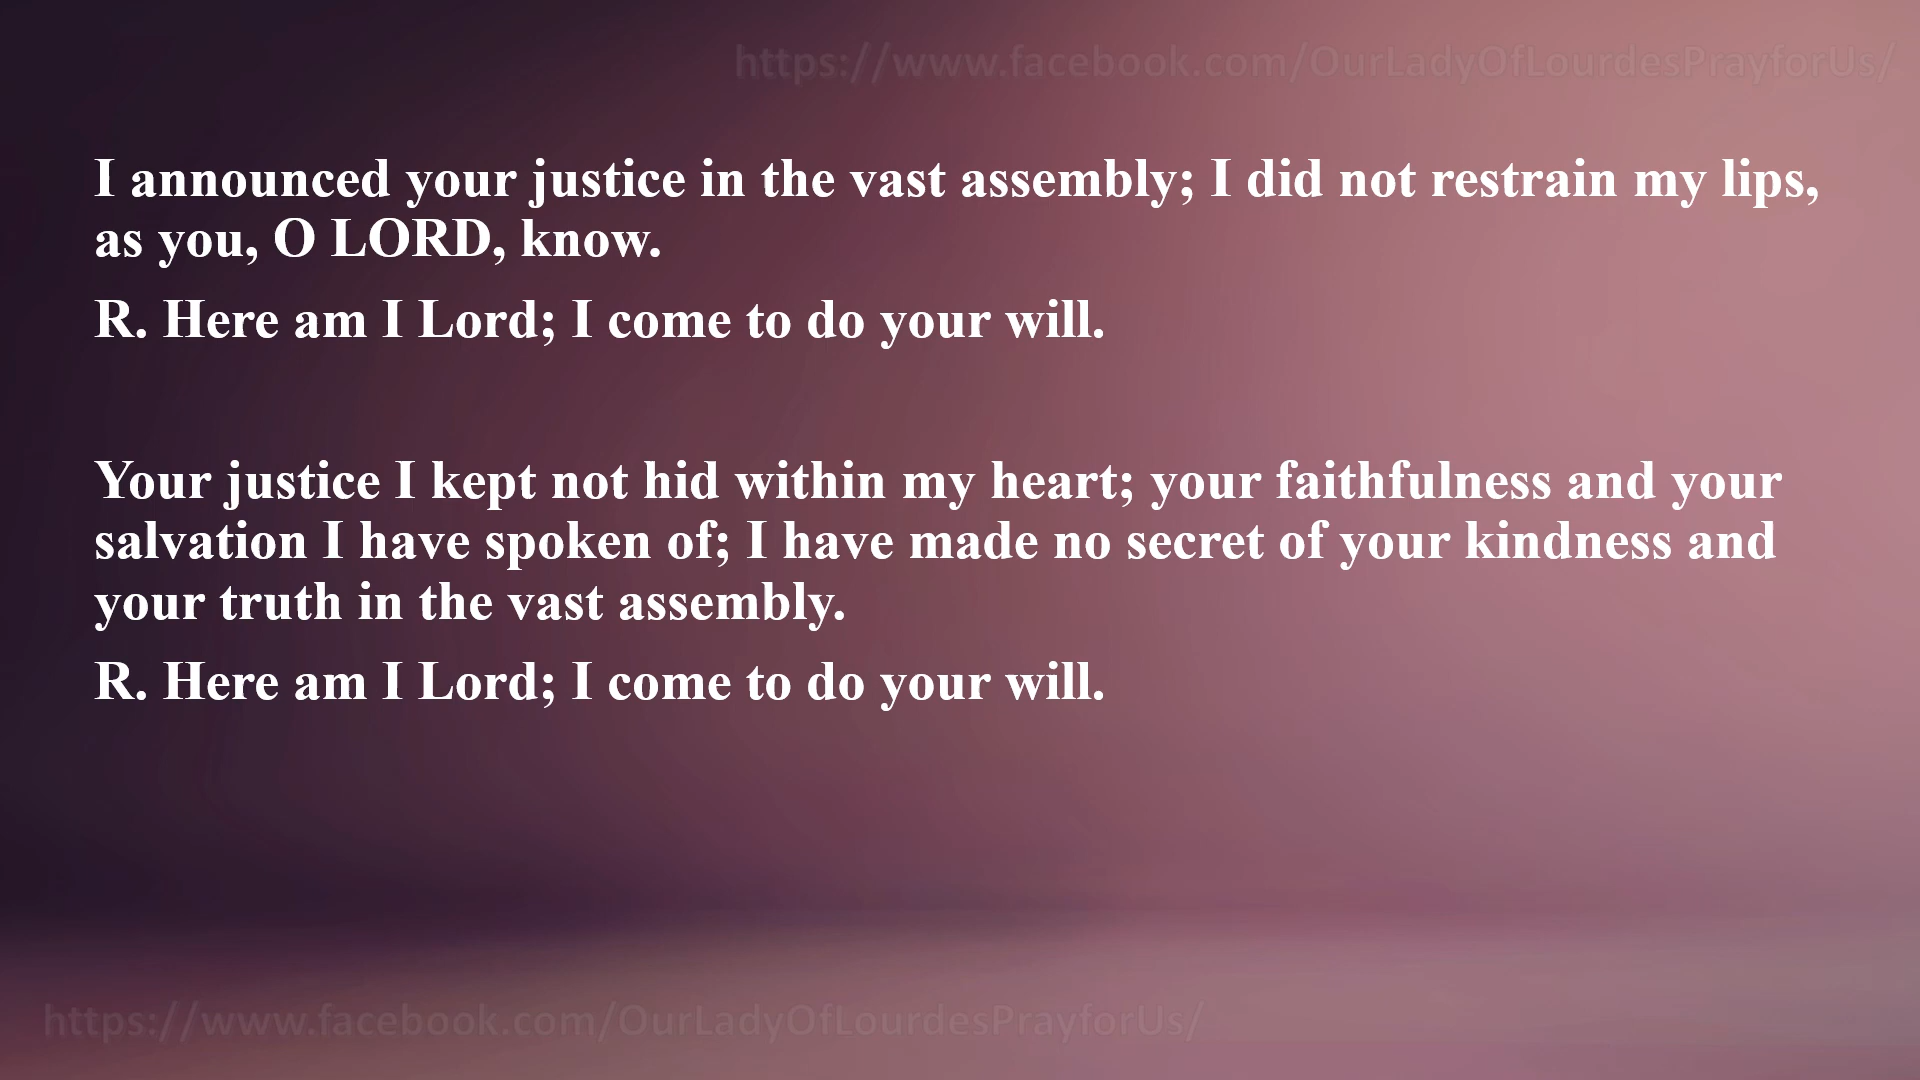 https://www.facebook.com/OurLadyOfLourdesPrayforUs/
I announced your justice in the vast assembly; I did not restrain my lips,
as you, O LORD, know.
R. Here am I Lord; I come to do your will.
Your justice I kept not hid within my heart; your faithfulness and your
salvation I have spoken of; I have made no secret of your kindness and
your truth in the vast assembly.
R. Here am I Lord; I come to do your will.
https://www.facebook.com/OurLadyOfLourdesPrayforUs/